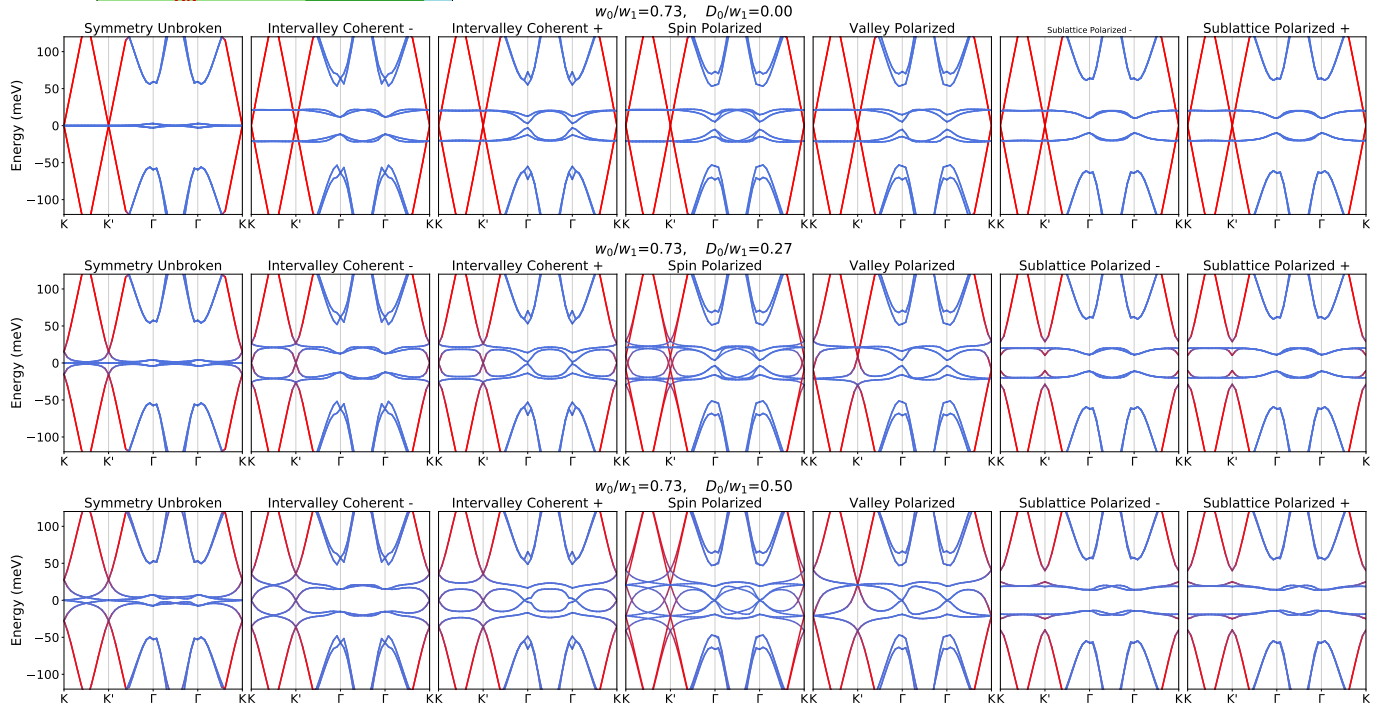 w₀/w₁=0.73, D₀/w₁=0.00
Symmetry Unbroken Intervalley Coherent - Intervalley Coherent + Spin Polarized Valley Polarized Sublattice Polarized - Sublattice Polarized +
Energy (meV)
100
50
0
−50
−100
K K' Γ Γ K K K' Γ Γ K K K' Γ Γ K K K' Γ Γ K K K' Γ Γ K K K' Γ Γ K K K' Γ Γ K
w₀/w₁=0.73, D₀/w₁=0.27
Symmetry Unbroken Intervalley Coherent - Intervalley Coherent + Spin Polarized Valley Polarized Sublattice Polarized - Sublattice Polarized +
Energy (meV)
100
50
0
−50
−100
K K' Γ Γ K K K' Γ Γ K K K' Γ Γ K K K' Γ Γ K K K' Γ Γ K K K' Γ Γ K K K' Γ Γ K
w₀/w₁=0.73, D₀/w₁=0.50
Symmetry Unbroken Intervalley Coherent - Intervalley Coherent + Spin Polarized Valley Polarized Sublattice Polarized - Sublattice Polarized +
Energy (meV)
100
50
0
−50
−100
K K' Γ Γ K K K' Γ Γ K K K' Γ Γ K K K' Γ Γ K K K' Γ Γ K K K' Γ Γ K K K' Γ Γ K